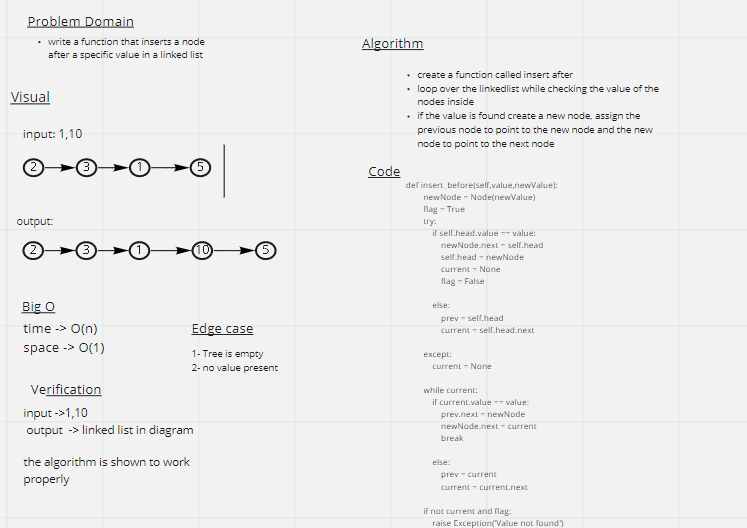 Problem Domain
• write a function that inserts a node
after a specific value in a linked list
Visual
input: 1,10
2 3 1 5
output:
2 3 1 10 5
Big O
time -> O(n)
space -> O(1)
Edge case
1- Tree is empty
2- no value present
Verification
input ->1,10
output -> linked list in diagram
the algorithm is shown to work
properly
Algorithm
• create a function called insert after
• loop over the linkedlist while checking the value of the
nodes inside
• if the value is found create a new node, assign the
previous node to point to the new node and the new
node to point to the next node
Code
def insert_before(self,value,newValue):
newNode = Node(newValue)
flag = True
try:
if self.head.value == value:
newNode.next = self.head
self.head = newNode
current = None
flag = False
else:
prev = self.head
current = self.head.next
except:
current = None
while current:
if current.value == value:
prev.next = newNode
newNode.next = current
break
else:
prev = current
current = current.next
if not current and flag:
raise Exception('Value not found')